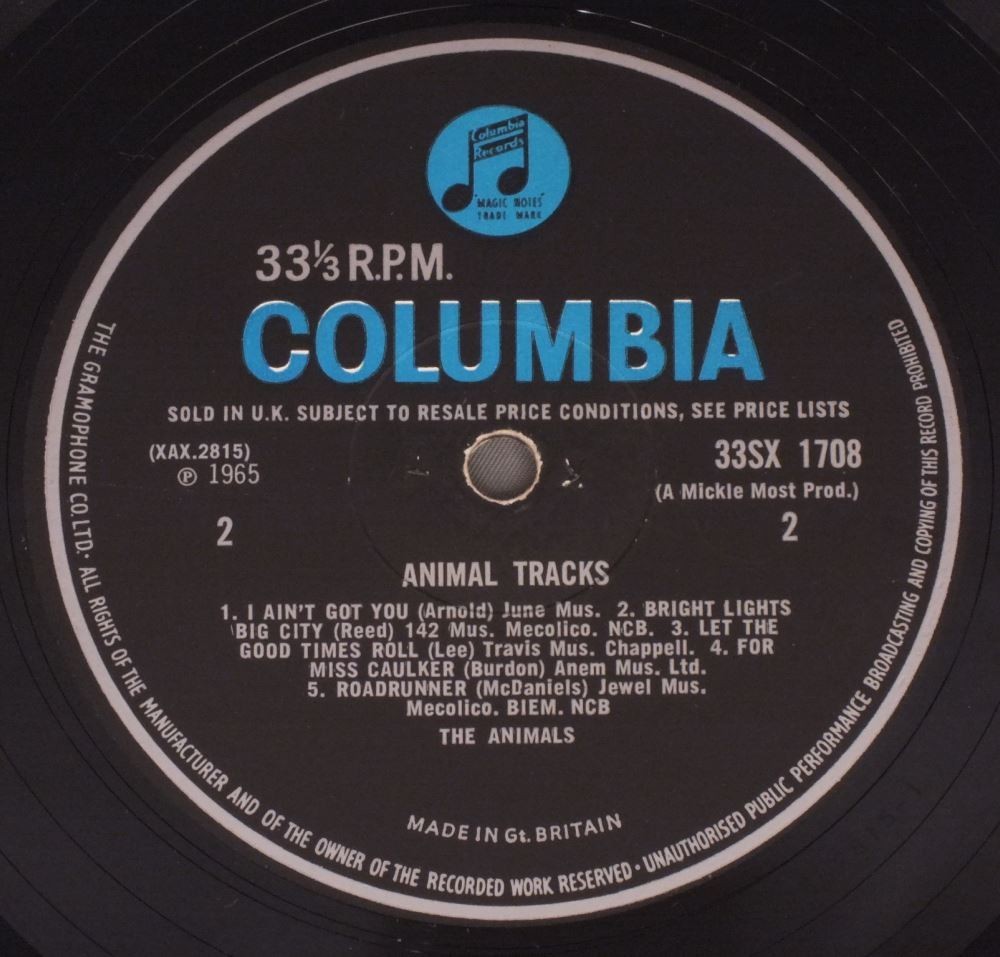 Columbia
Records
"MAGIC NOTES"
TRADE MARK
33⅓ R.P.M.
COLUMBIA
SOLD IN U.K. SUBJECT TO RESALE PRICE CONDITIONS, SEE PRICE LISTS
(XAX.2815)
℗ 1965
2
33SX 1708
(A Mickie Most Prod.)
2
ANIMAL TRACKS
1. I AIN'T GOT YOU (Arnold) June Mus. 2. BRIGHT LIGHTS
BIG CITY (Reed) 142 Mus. Mecolico. NCB. 3. LET THE
GOOD TIMES ROLL (Lee) Travis Mus. Chappell. 4. FOR
MISS CAULKER (Burdon) Anem Mus. Ltd.
5. ROADRUNNER (McDaniels) Jewel Mus.
Mecolico. BIEM. NCB
THE ANIMALS
MADE IN Gt. BRITAIN
THE GRAMOPHONE CO. LTD. · ALL RIGHTS OF THE MANUFACTURER AND OF THE OWNER OF THE RECORDED WORK RESERVED · UNAUTHORISED PUBLIC PERFORMANCE BROADCASTING AND COPYING OF THIS RECORD PROHIBITED